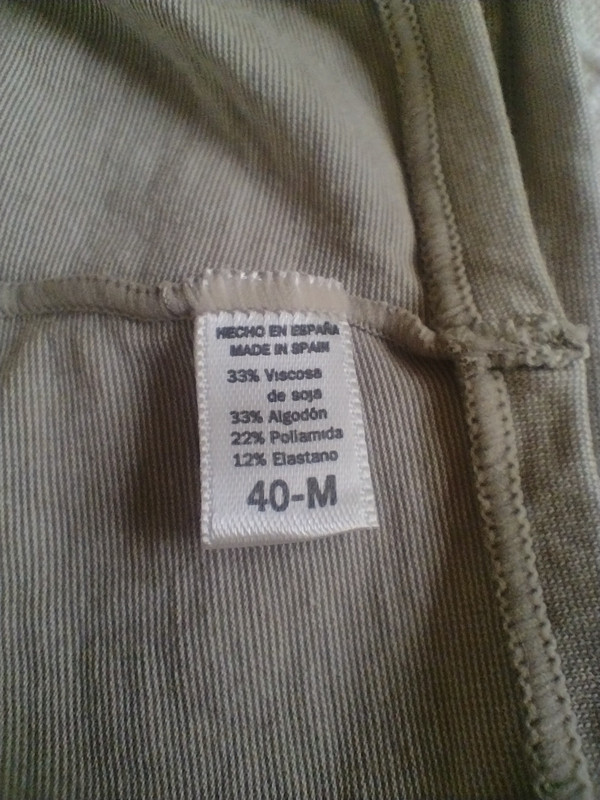 HECHO EN ESPAÑA
MADE IN SPAIN
33% Viscosa
de soja
33% Algodón
22% Poliamida
12% Elastano
40-M